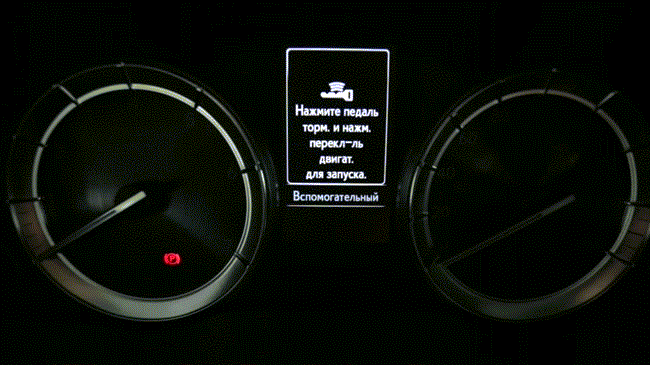 Нажмите педаль
торм. и нажм.
перекл-ль
двигат.
для запуска.
Вспомогательный
P